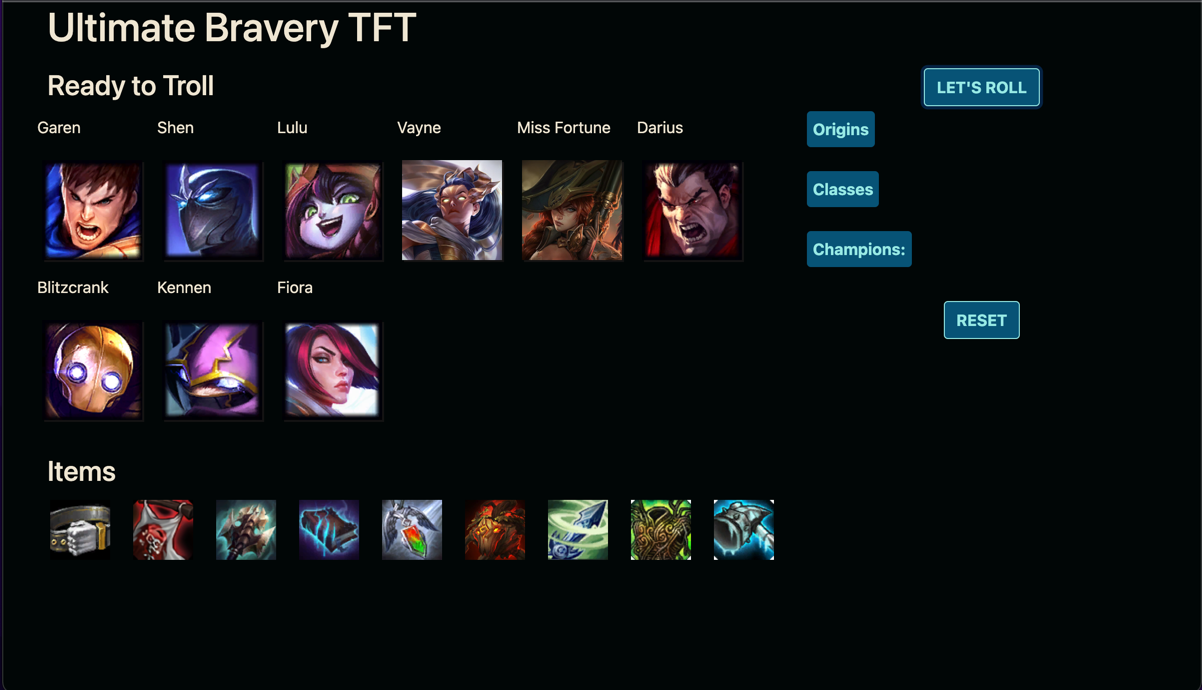 Ultimate Bravery TFT
Ready to Troll
LET'S ROLL
Garen Shen Lulu Vayne Miss Fortune Darius
Origins
Classes
Champions:
Blitzcrank Kennen Fiora
RESET
Items